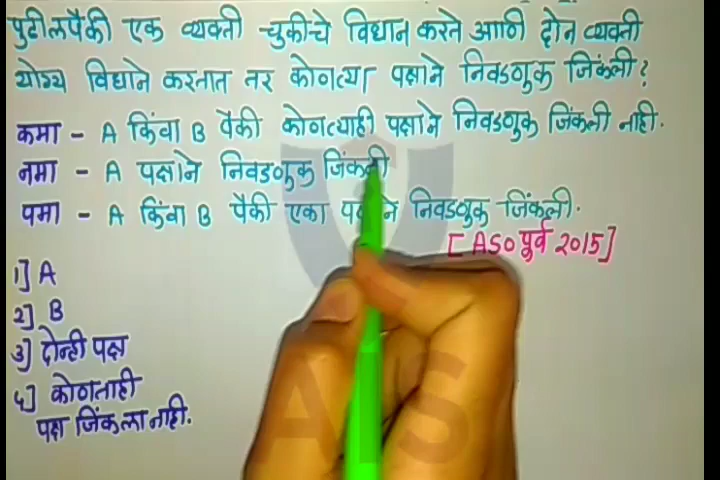 पुढीलपैकी एक व्यक्ती चुकीचे विधान करते आणि दोन व्यक्ती
योग्य विधाने करतात तर कोणत्या पक्षाने निवडणुक जिंकली?
कमा - A किंवा B पैकी कोणत्याही पक्षाने निवडणुक जिंकली नाही.
नमा - A पक्षाने निवडणुक जिंकली
पमा - A किंवा B पैकी एका पक्षाने निवडणुक जिंकली.
[ASO पुर्व 2015]
1] A
2] B
3] दोन्ही पक्ष
4] कोणताही
पक्ष जिंकला नाही.